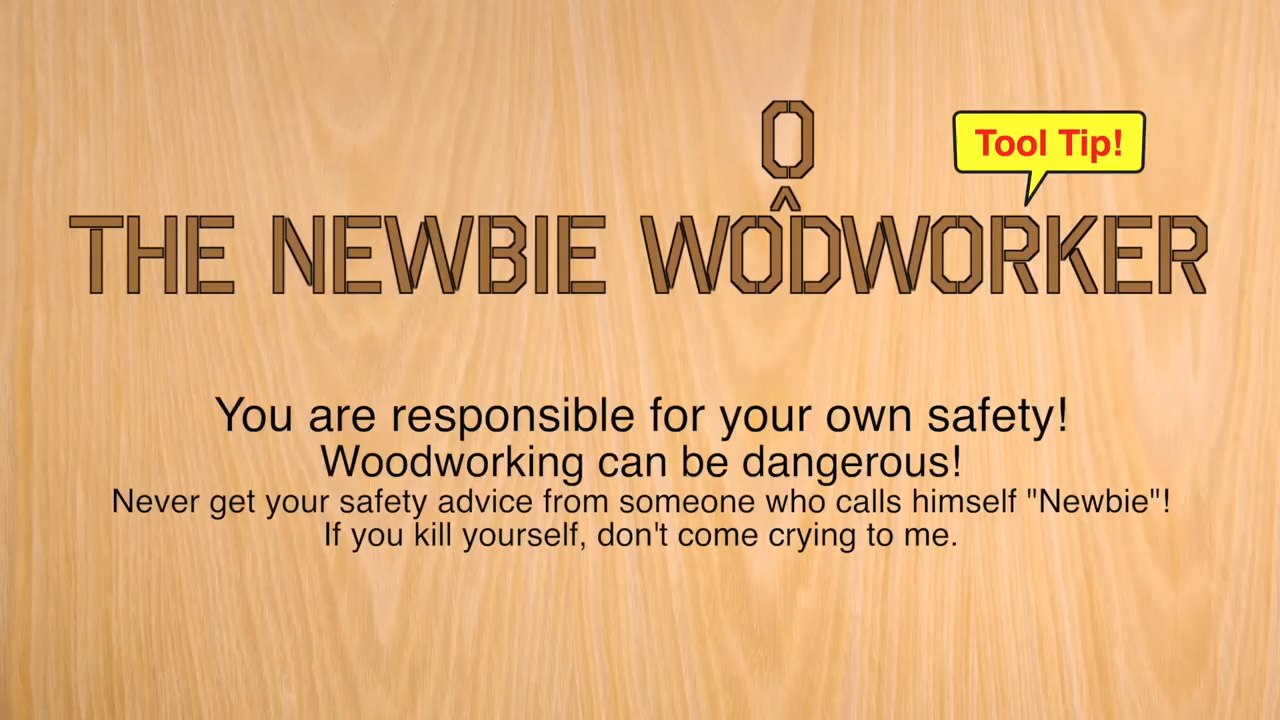 O
Tool Tip!
^
THE NEWBIE WODWORKER
You are responsible for your own safety!
Woodworking can be dangerous!
Never get your safety advice from someone who calls himself "Newbie"!
If you kill yourself, don't come crying to me.